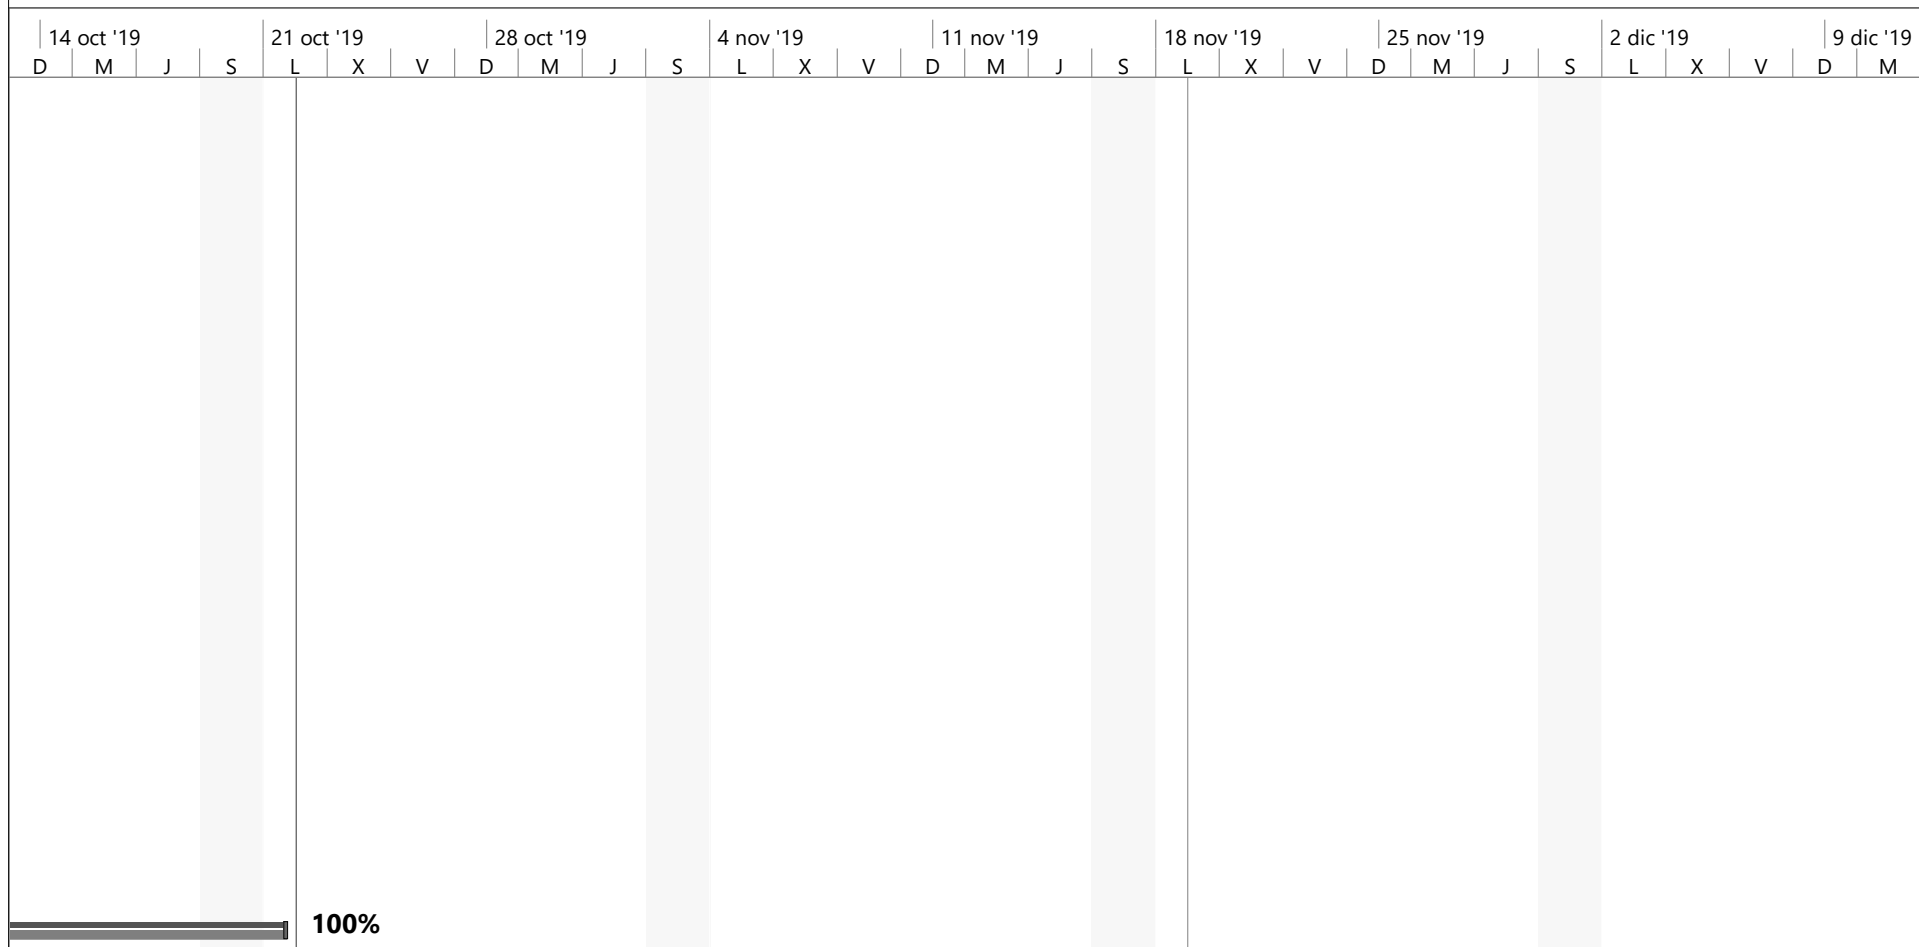 14 oct '19 21 oct '19 28 oct '19 4 nov '19 11 nov '19 18 nov '19 25 nov '19 2 dic '19 9 dic '19
D M J S L X V D M J S L X V D M J S L X V D M J S L X V D M
100%